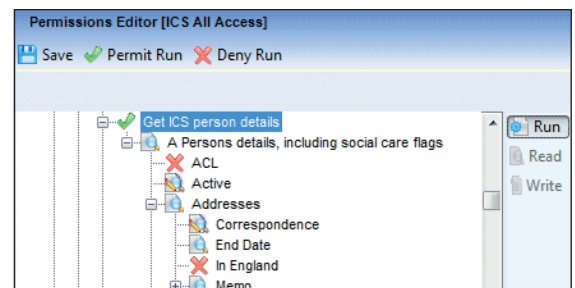 Permissions Editor [ICS All Access]
Save Permit Run Deny Run
Get ICS person details
A Persons details, including social care flags
ACL
Active
Addresses
Correspondence
End Date
In England
Memo
Run
Read
Write